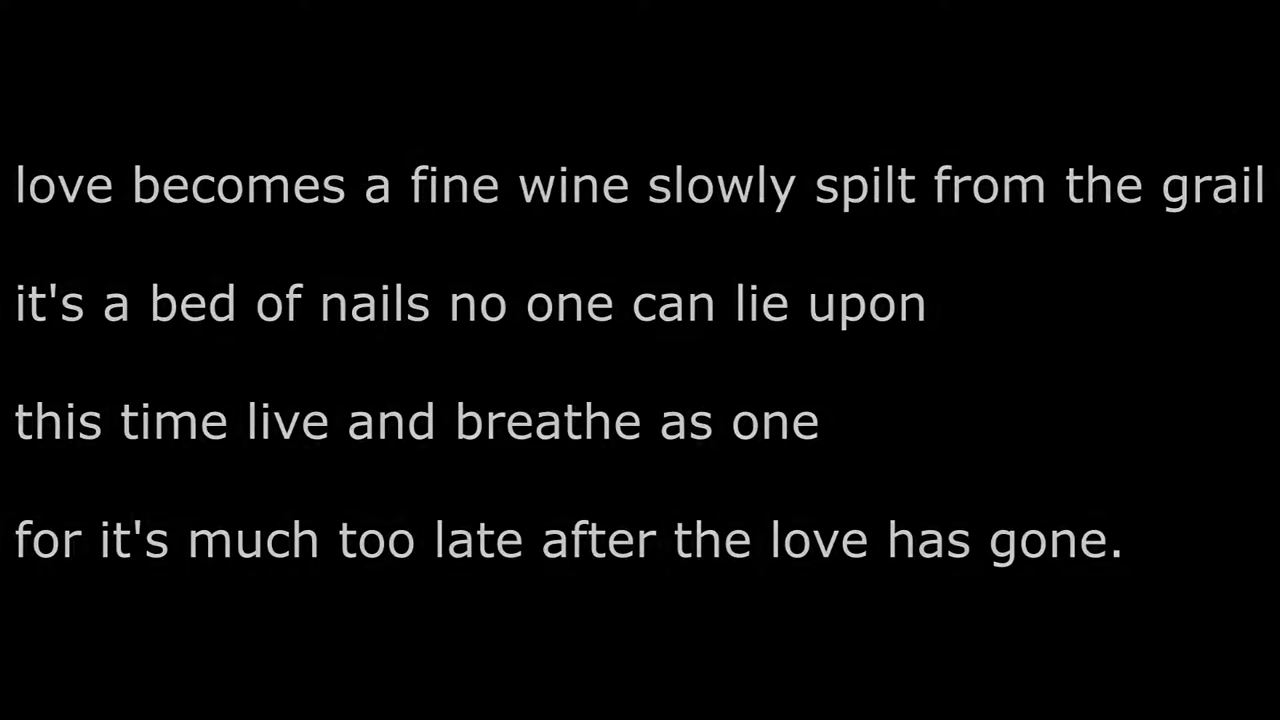 love becomes a fine wine slowly spilt from the grail
it's a bed of nails no one can lie upon
this time live and breathe as one
for it's much too late after the love has gone.